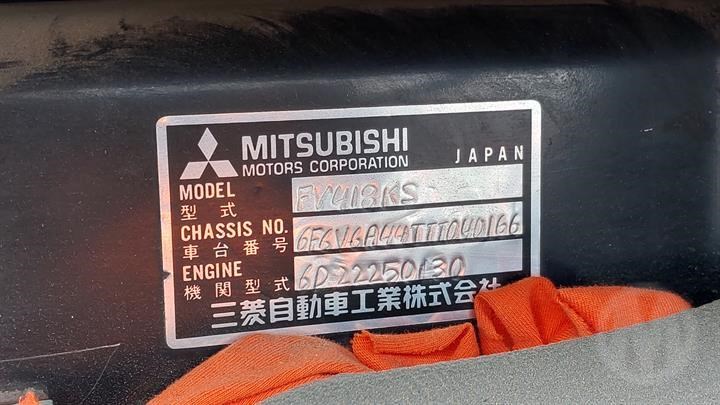 MITSUBISHI
MOTORS CORPORATION JAPAN
MODEL FV418KS
型式
CHASSIS NO. 6F6V6A44TTT04D166
車台番号
ENGINE 6D22250130
機関型式
三菱自動車工業株式会社